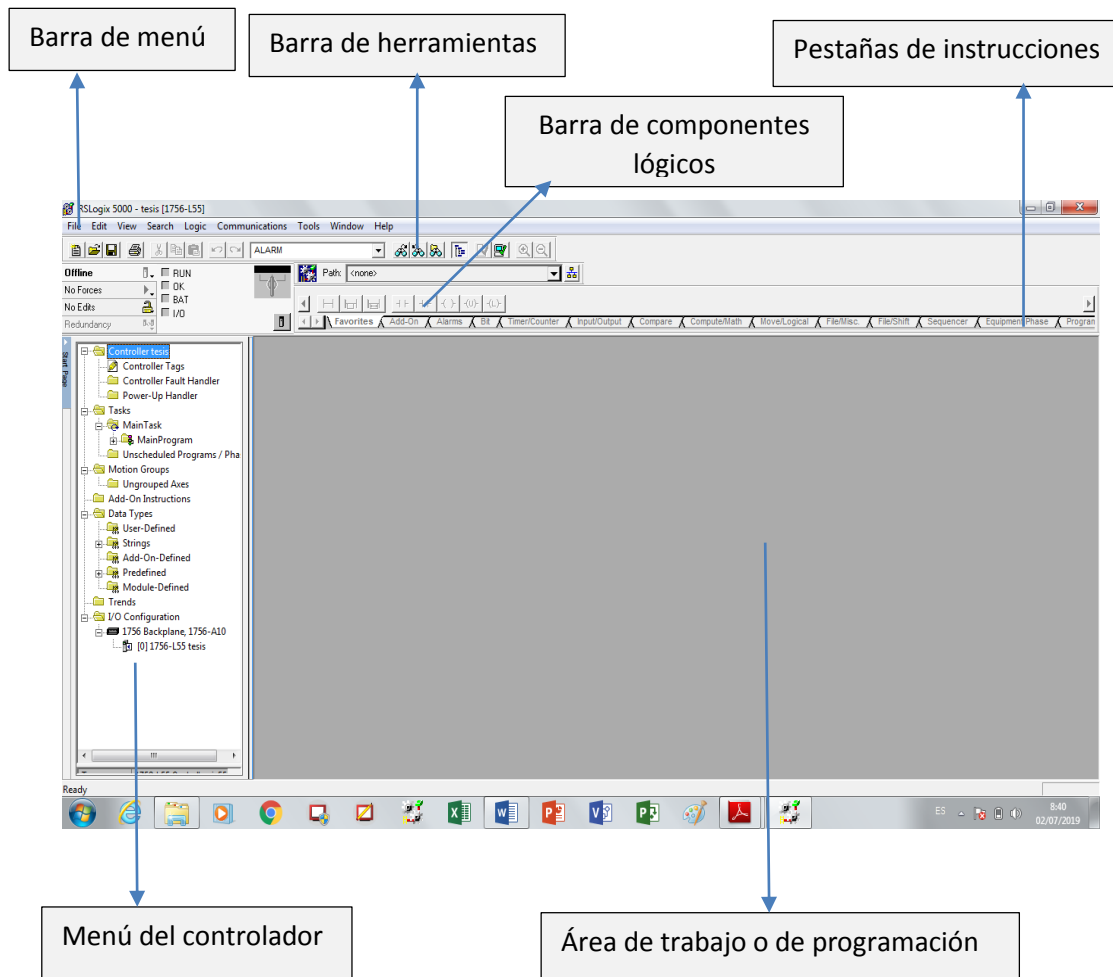 Barra de menú
Barra de herramientas
Pestañas de instrucciones
Barra de componentes
lógicos
RSLogix 5000 - tesis [1756-L55]
File Edit View Search Logic Communications Tools Window Help
ALARM
Offline
RUN
Path: <none>
No Forces
OK
No Edits
BAT
I/O
Redundancy
Favorites Add-On Alarms Bit Timer/Counter Input/Output Compare Compute/Math Move/Logical File/Misc. File/Shift Sequencer Equipment Phase Program
Start Page
Controller tesis
Controller Tags
Controller Fault Handler
Power-Up Handler
Tasks
MainTask
MainProgram
Unscheduled Programs / Pha
Motion Groups
Ungrouped Axes
Add-On Instructions
Data Types
User-Defined
Strings
Add-On-Defined
Predefined
Module-Defined
Trends
I/O Configuration
1756 Backplane, 1756-A10
[0] 1756-L55 tesis
Ready
ES
8:40
02/07/2019
Menú del controlador
Área de trabajo o de programación